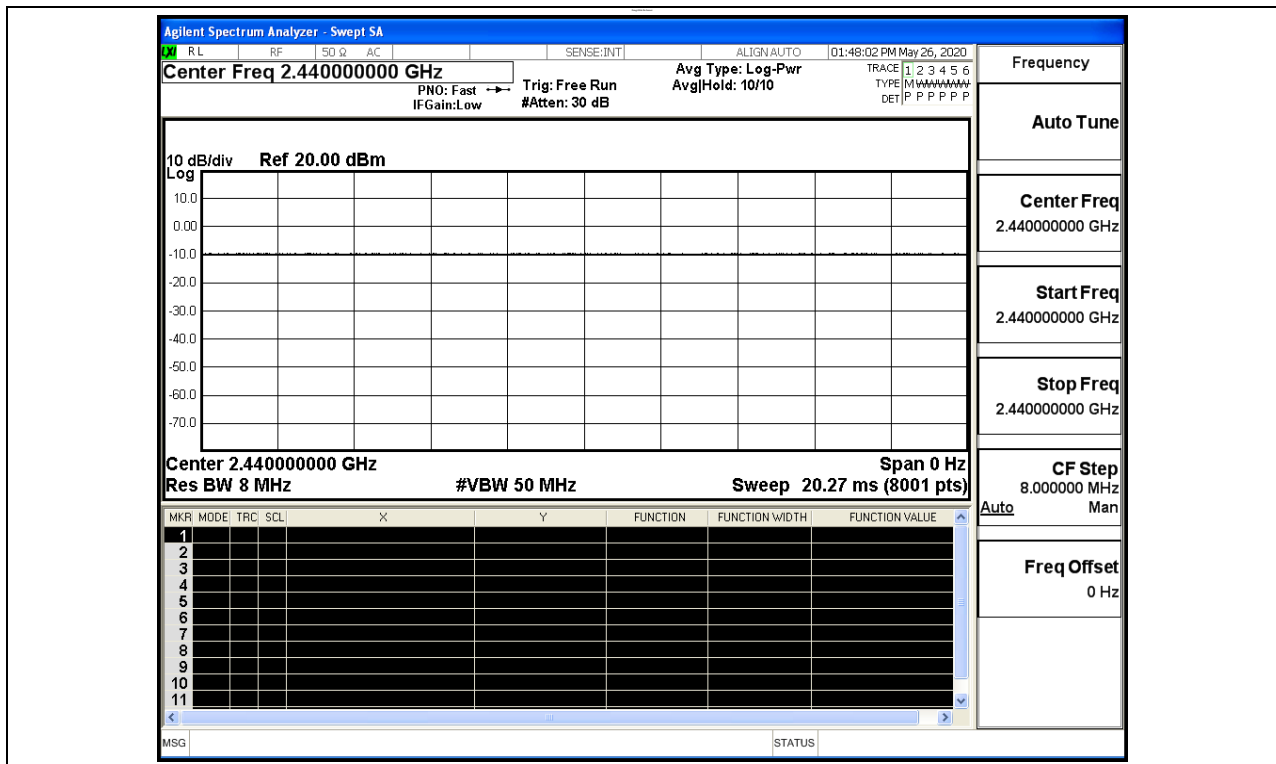 Agilent Spectrum Analyzer - Swept SA
LXI RL RF 50 Ω AC SENSE:INT ALIGN AUTO 01:48:02 PM May 26, 2020
Center Freq 2.440000000 GHz
PNO: Fast
IFGain:Low
Trig: Free Run
#Atten: 30 dB
Avg Type: Log-Pwr
Avg|Hold: 10/10
TRACE 1 2 3 4 5 6
TYPE M WWWWW
DET P P P P P P
10 dB/div Ref 20.00 dBm
Log
10.0
0.00
-10.0
-20.0
-30.0
-40.0
-50.0
-60.0
-70.0
Center 2.440000000 GHz Span 0 Hz
Res BW 8 MHz #VBW 50 MHz Sweep 20.27 ms (8001 pts)
MKR MODE TRC SCL X Y FUNCTION FUNCTION WIDTH FUNCTION VALUE
1
2
3
4
5
6
7
8
9
10
11
MSG STATUS
Frequency
Auto Tune
Center Freq
2.440000000 GHz
Start Freq
2.440000000 GHz
Stop Freq
2.440000000 GHz
CF Step
8.000000 MHz
Auto Man
Freq Offset
0 Hz